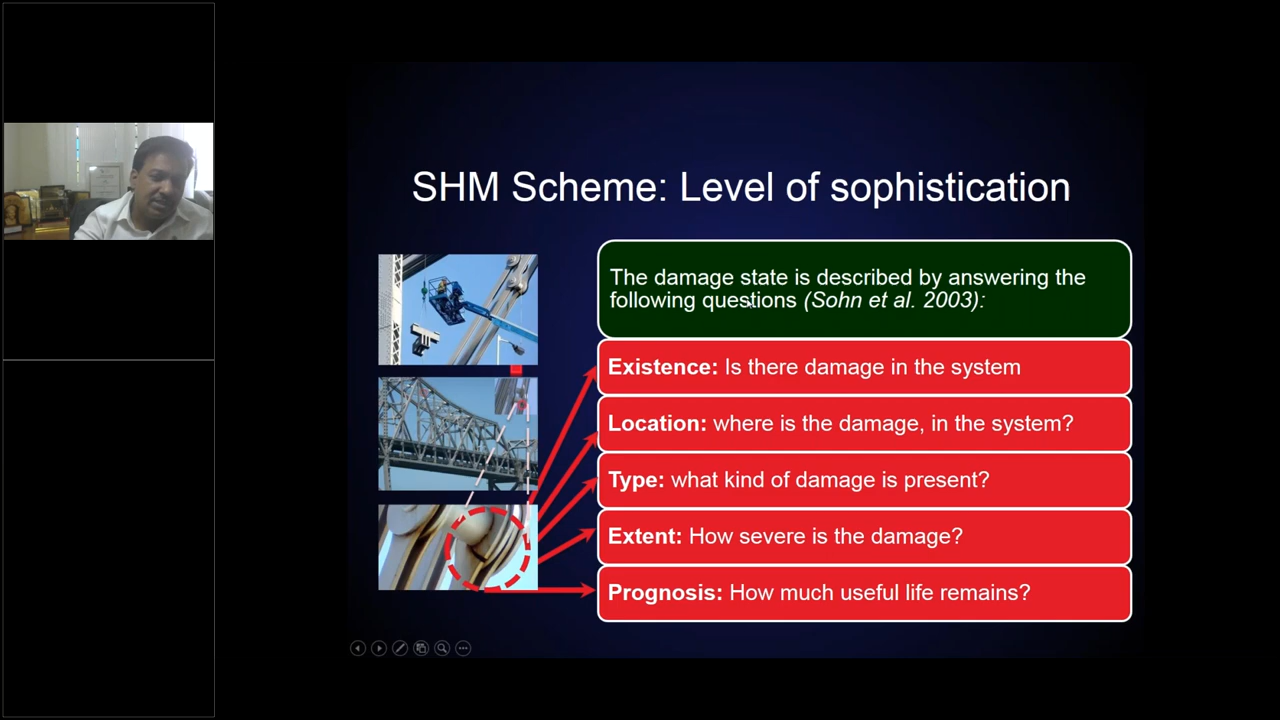 SHM Scheme: Level of sophistication
The damage state is described by answering the
following questions (Sohn et al. 2003):
Existence: Is there damage in the system
Location: where is the damage, in the system?
Type: what kind of damage is present?
Extent: How severe is the damage?
Prognosis: How much useful life remains?